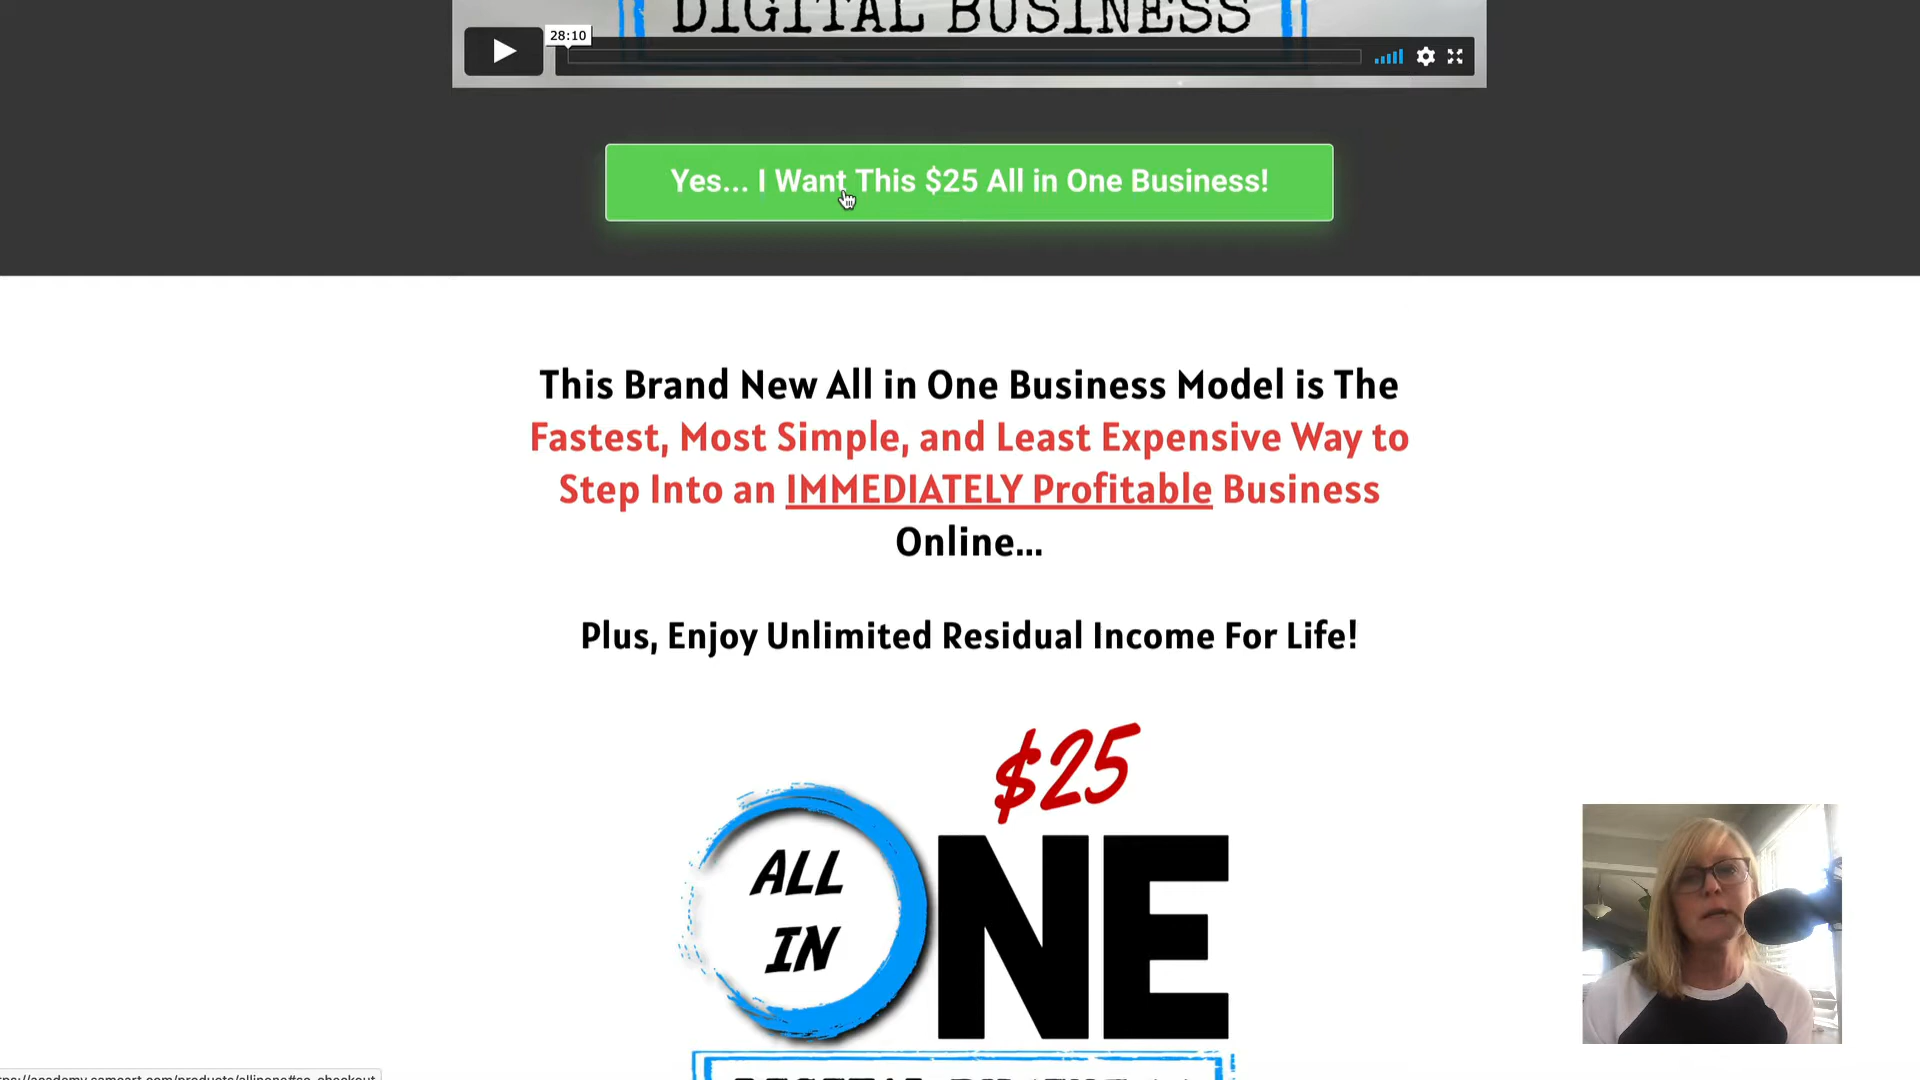 DIGITAL BUSINESS
28:10
Yes... I Want This $25 All in One Business!
This Brand New All in One Business Model is The
Fastest, Most Simple, and Least Expensive Way to
Step Into an IMMEDIATELY Profitable Business
Online...
Plus, Enjoy Unlimited Residual Income For Life!
$25
ALL
IN
ONE
DIGITAL BUSINESS